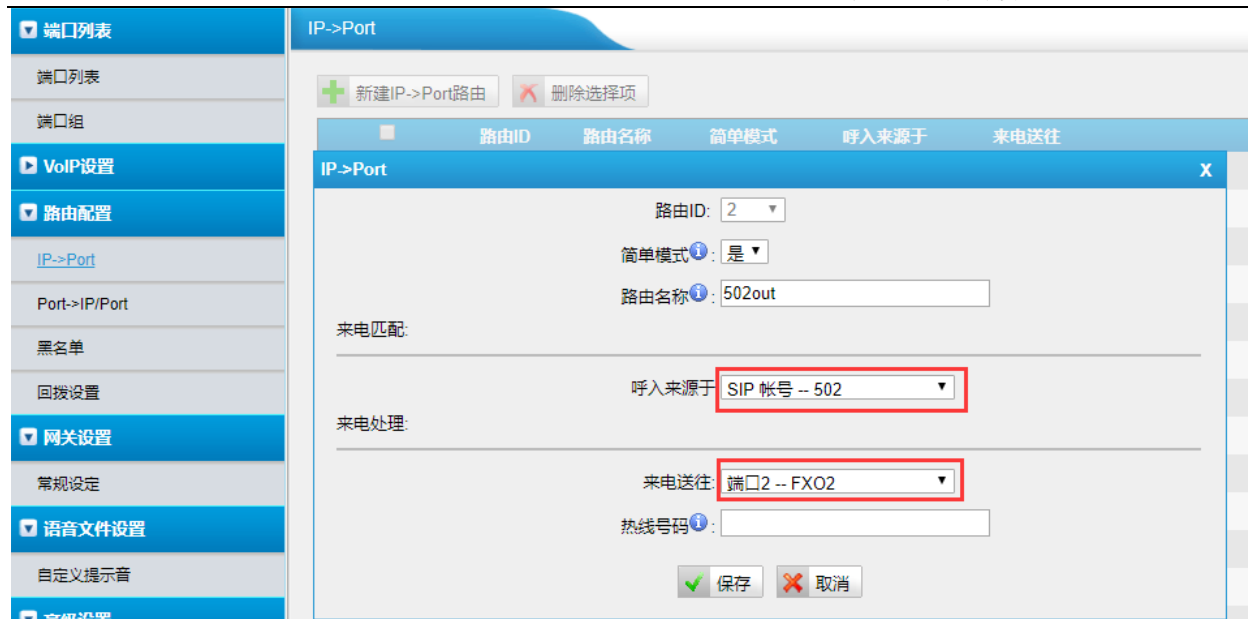 端口列表
端口列表
端口组
VoIP设置
路由配置
IP->Port
Port->IP/Port
黑名单
回拨设置
网关设置
常规设定
语音文件设置
自定义提示音
高级设置
IP->Port
新建IP->Port路由 删除选择项
路由ID 路由名称 简单模式 呼入来源于 来电送往
IP->Port X
路由ID: 2
简单模式: 是
路由名称: 502out
来电匹配:
呼入来源于 SIP 帐号 -- 502
来电处理:
来电送往: 端口2 -- FXO2
热线号码:
保存 取消